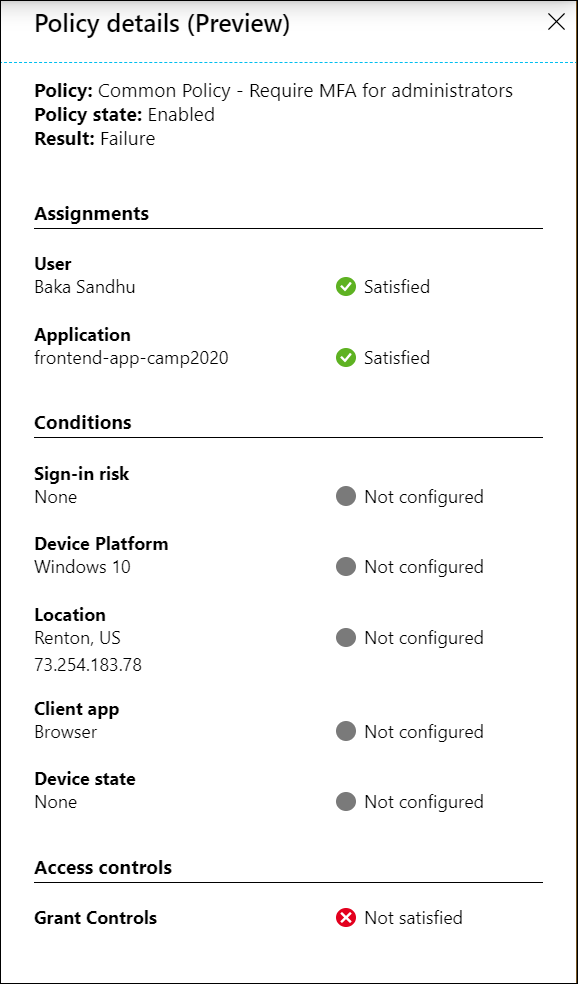 Policy details (Preview)
Policy: Common Policy - Require MFA for administrators
Policy state: Enabled
Result: Failure
Assignments
User
Baka Sandhu
Satisfied
Application
frontend-app-camp2020
Satisfied
Conditions
Sign-in risk
None
Not configured
Device Platform
Windows 10
Not configured
Location
Renton, US
Not configured
73.254.183.78
Client app
Browser
Not configured
Device state
None
Not configured
Access controls
Grant Controls
Not satisfied